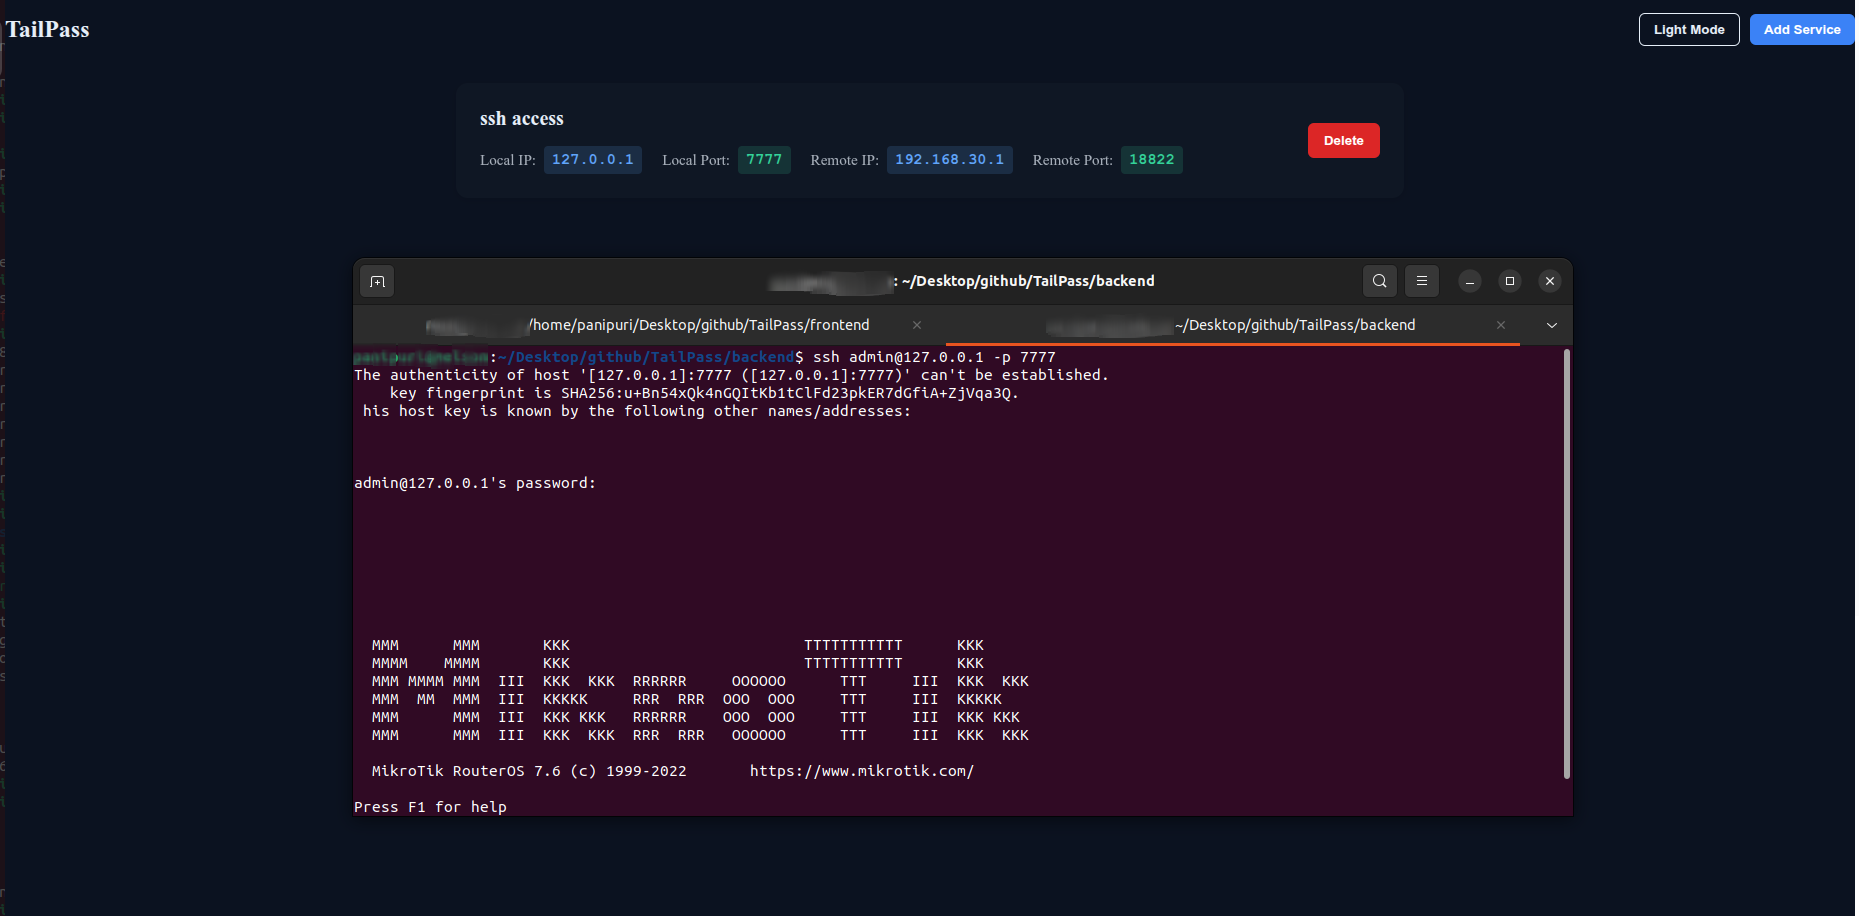 TailPass
Light Mode
Add Service
ssh access
Local IP: 127.0.0.1 Local Port: 7777 Remote IP: 192.168.30.1 Remote Port: 18822
Delete
: ~/Desktop/github/TailPass/backend
/home/panipuri/Desktop/github/TailPass/frontend ×
~/Desktop/github/TailPass/backend ×
:~/Desktop/github/TailPass/backend$ ssh admin@127.0.0.1 -p 7777
The authenticity of host '[127.0.0.1]:7777 ([127.0.0.1]:7777)' can't be established.
key fingerprint is SHA256:u+Bn54xQk4nGQItKb1tClFd23pkER7dGfiA+ZjVqa3Q.
his host key is known by the following other names/addresses:
admin@127.0.0.1's password:
  MMM      MMM       KKK                          TTTTTTTTTTT      KKK
  MMMM    MMMM       KKK                          TTTTTTTTTTT      KKK
  MMM MMMM MMM  III  KKK  KKK  RRRRRR     OOOOOO      TTT     III  KKK  KKK
  MMM  MM  MMM  III  KKKKK     RRR  RRR  OOO  OOO     TTT     III  KKKKK
  MMM      MMM  III  KKK KKK   RRRRRR    OOO  OOO     TTT     III  KKK KKK
  MMM      MMM  III  KKK  KKK  RRR  RRR   OOOOOO      TTT     III  KKK  KKK
MikroTik RouterOS 7.6 (c) 1999-2022       https://www.mikrotik.com/
Press F1 for help